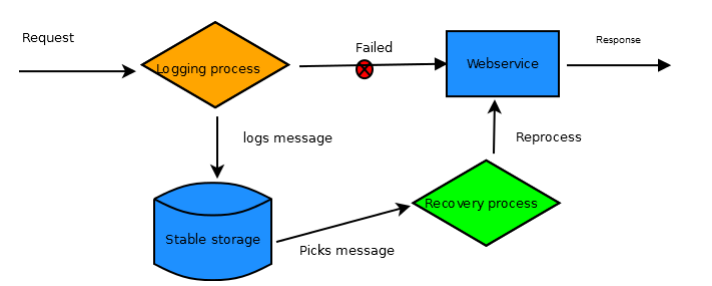 Request
Failed
Response
Logging process
Webservice
logs message
Reprocess
Recovery process
Stable storage
Picks message